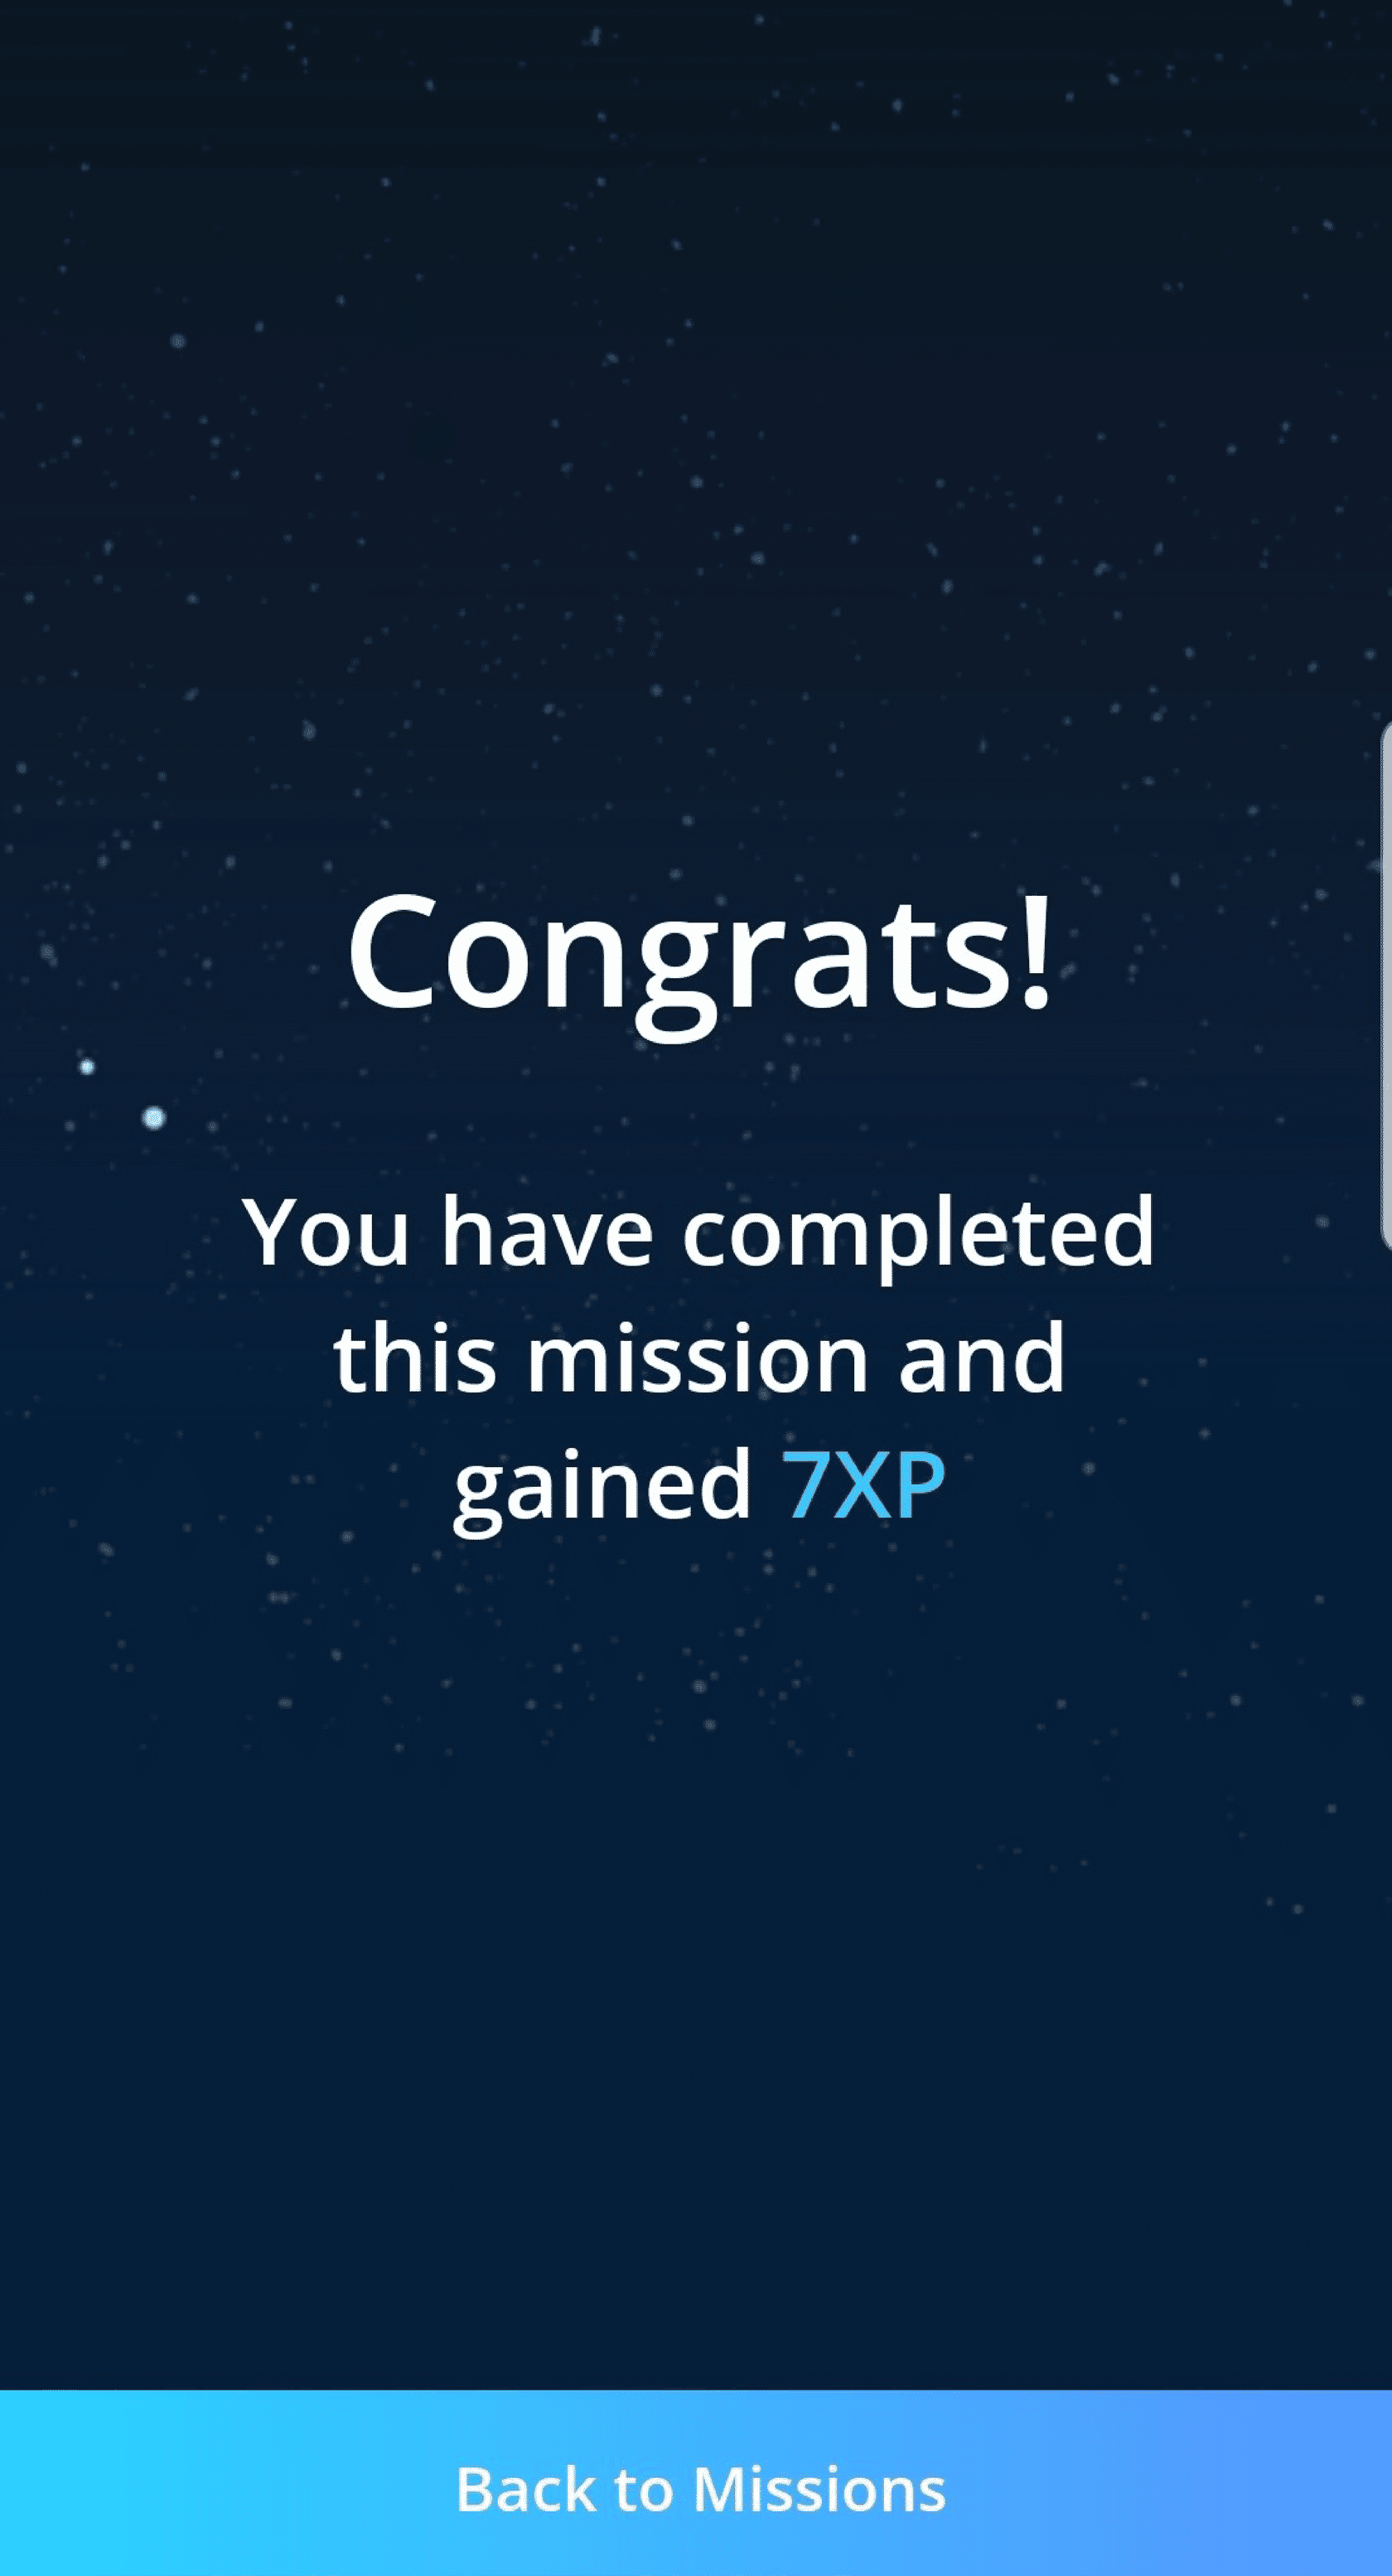 Congrats!
You have completed
this mission and
gained 7XP
Back to Missions